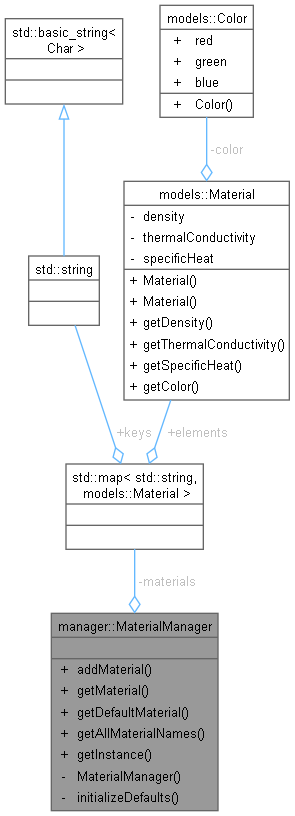 models::Color
+ red
+ green
+ blue
+ Color()
std::basic_string<
Char >
-color
models::Material
- density
- thermalConductivity
- specificHeat
+ Material()
+ Material()
+ getDensity()
+ getThermalConductivity()
+ getSpecificHeat()
+ getColor()
std::string
+keys
+elements
std::map< std::string,
models::Material >
-materials
manager::MaterialManager
+ addMaterial()
+ getMaterial()
+ getDefaultMaterial()
+ getAllMaterialNames()
+ getInstance()
- MaterialManager()
- initializeDefaults()